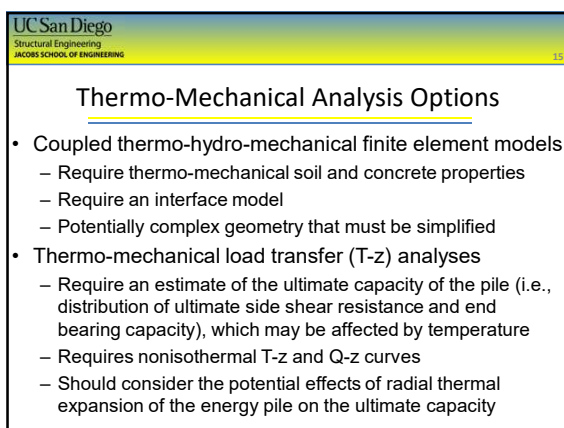 UC San Diego
Structural Engineering
JACOBS SCHOOL OF ENGINEERING
15
Thermo-Mechanical Analysis Options
• Coupled thermo-hydro-mechanical finite element models
– Require thermo-mechanical soil and concrete properties
– Require an interface model
– Potentially complex geometry that must be simplified
• Thermo-mechanical load transfer (T-z) analyses
– Require an estimate of the ultimate capacity of the pile (i.e.,
distribution of ultimate side shear resistance and end
bearing capacity), which may be affected by temperature
– Requires nonisothermal T-z and Q-z curves
– Should consider the potential effects of radial thermal
expansion of the energy pile on the ultimate capacity